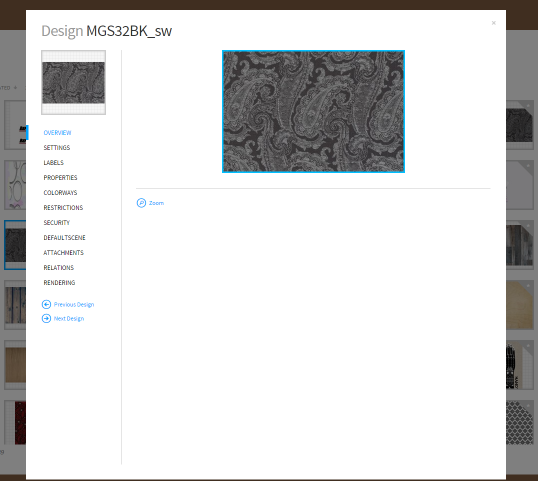 Design MGS32BK_sw
×
OVERVIEW
SETTINGS
LABELS
PROPERTIES
COLORWAYS
RESTRICTIONS
SECURITY
DEFAULTSCENE
ATTACHMENTS
RELATIONS
RENDERING
Previous Design
Next Design
Zoom